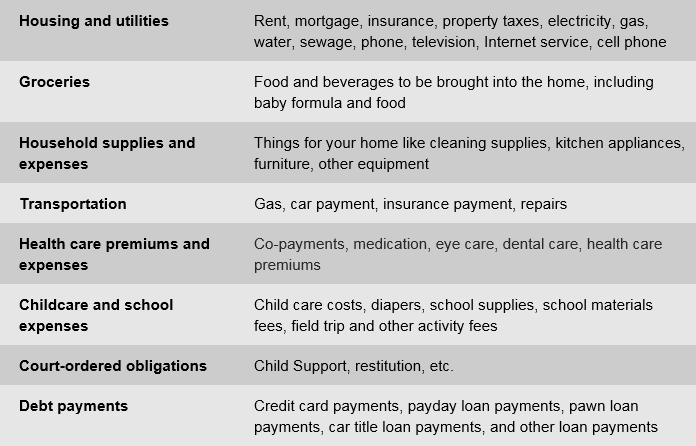 Housing and utilities
Rent, mortgage, insurance, property taxes, electricity, gas,
water, sewage, phone, television, Internet service, cell phone
Groceries
Food and beverages to be brought into the home, including
baby formula and food
Household supplies and
expenses
Things for your home like cleaning supplies, kitchen appliances,
furniture, other equipment
Transportation
Gas, car payment, insurance payment, repairs
Health care premiums and
expenses
Co-payments, medication, eye care, dental care, health care
premiums
Childcare and school
expenses
Child care costs, diapers, school supplies, school materials
fees, field trip and other activity fees
Court-ordered obligations
Child Support, restitution, etc.
Debt payments
Credit card payments, payday loan payments, pawn loan
payments, car title loan payments, and other loan payments